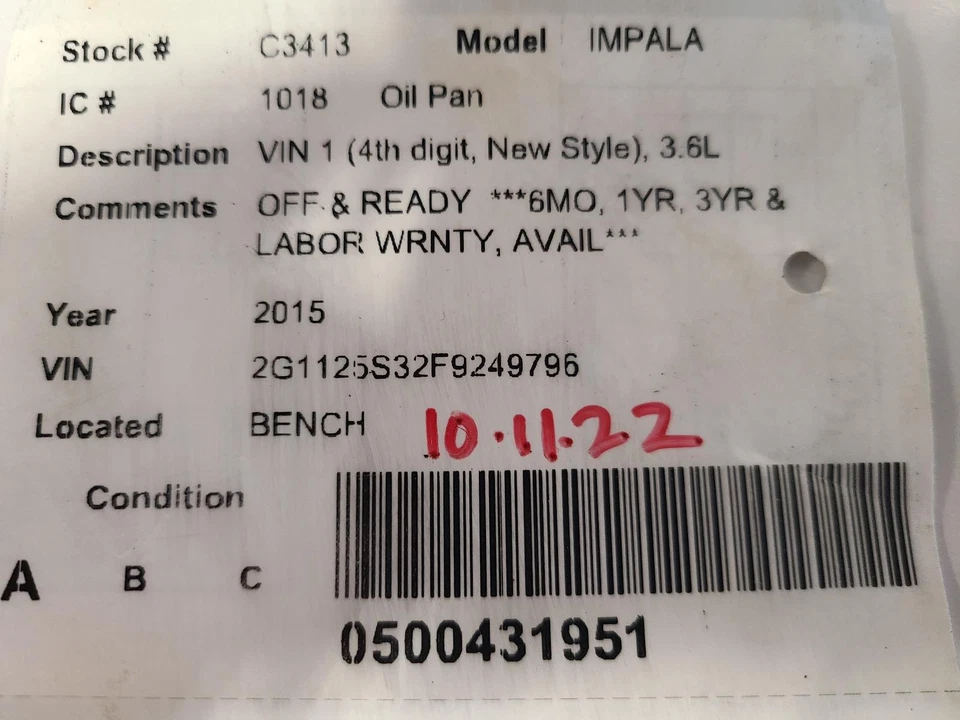 Stock # C3413 Model IMPALA
IC # 1018 Oil Pan
Description VIN 1 (4th digit, New Style), 3.6L
Comments OFF & READY ***6MO, 1YR, 3YR &
LABOR WRNTY, AVAIL***
Year 2015
VIN 2G1125S32F9249796
Located BENCH 10.11.22
Condition
A B C
0500431951